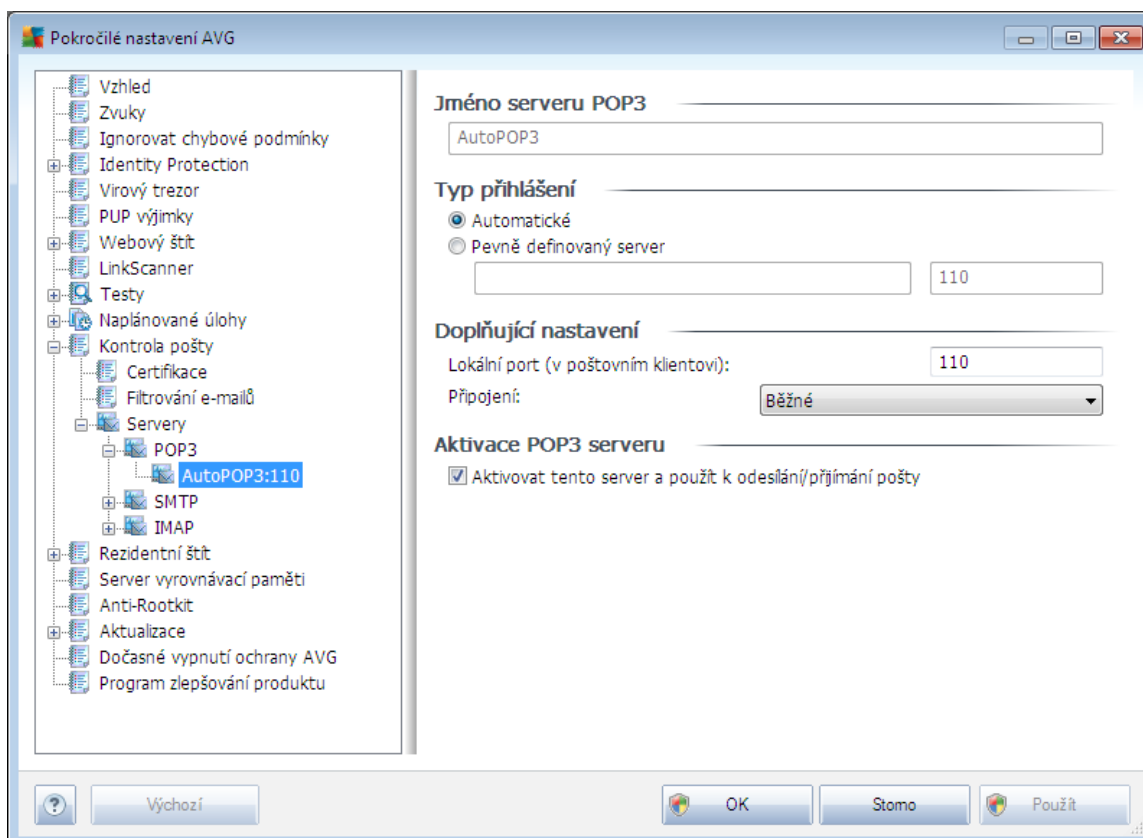 Pokročilé nastavení AVG
Vzhled
Zvuky
Ignorovat chybové podmínky
Identity Protection
Virový trezor
PUP výjimky
Webový štít
LinkScanner
Testy
Naplánované úlohy
Kontrola pošty
Certifikace
Filtrování e-mailů
Servery
POP3
AutoPOP3:110
SMTP
IMAP
Rezidentní štít
Server vyrovnávací paměti
Anti-Rootkit
Aktualizace
Dočasné vypnutí ochrany AVG
Program zlepšování produktu
Jméno serveru POP3
AutoPOP3
Typ přihlášení
Automatické
Pevně definovaný server
110
Doplňující nastavení
Lokální port (v poštovním klientovi):
110
Připojení:
Běžné
Aktivace POP3 serveru
Aktivovat tento server a použít k odesílání/přijímání pošty
?
Výchozí
OK
Stomo
Použít